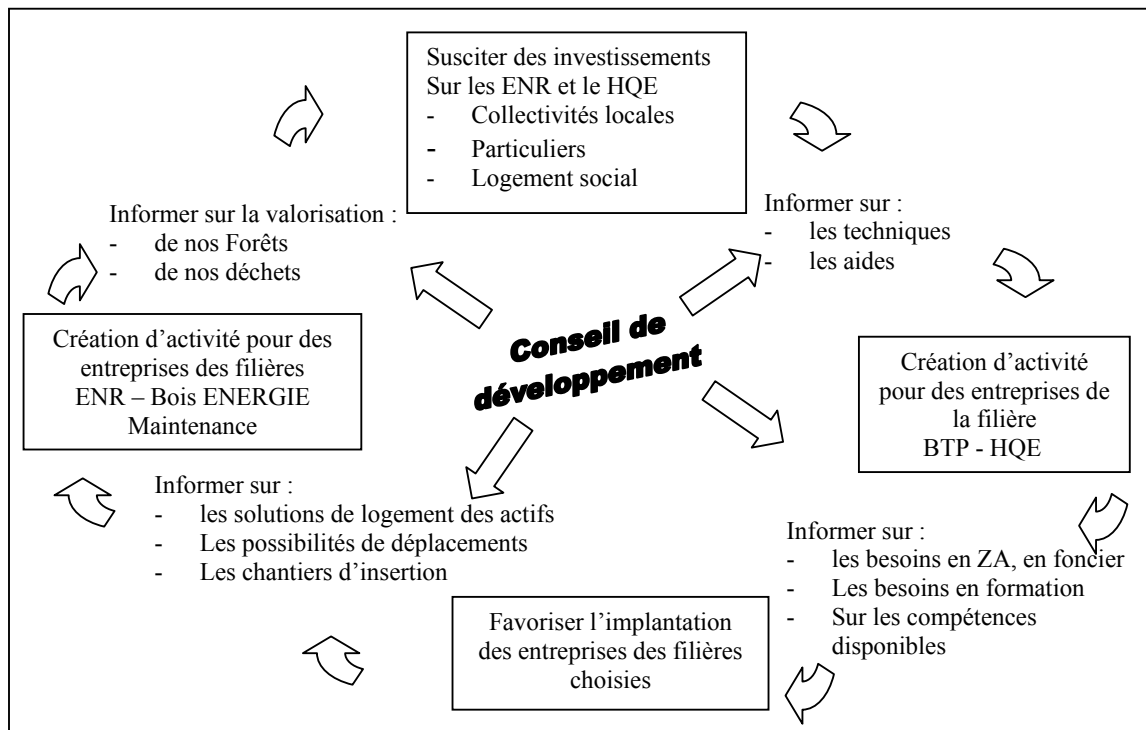 Susciter des investissements
Sur les ENR et le HQE
- Collectivités locales
- Particuliers
- Logement social
Informer sur la valorisation :
- de nos Forêts
- de nos déchets
Informer sur :
- les techniques
- les aides
Conseil de
développement
Création d’activité pour des
entreprises des filières
ENR – Bois ENERGIE
Maintenance
Création d’activité
pour des entreprises de
la filière
BTP - HQE
Informer sur :
- les solutions de logement des actifs
- Les possibilités de déplacements
- Les chantiers d’insertion
Informer sur :
- les besoins en ZA, en foncier
- Les besoins en formation
- Sur les compétences
disponibles
Favoriser l’implantation
des entreprises des filières
choisies